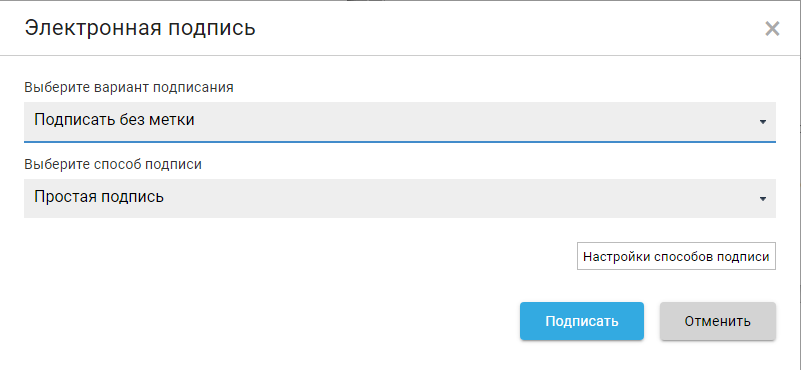 Электронная подпись
Выберите вариант подписания
Подписать без метки
Выберите способ подписи
Простая подпись
Настройки способов подписи
Подписать
Отменить